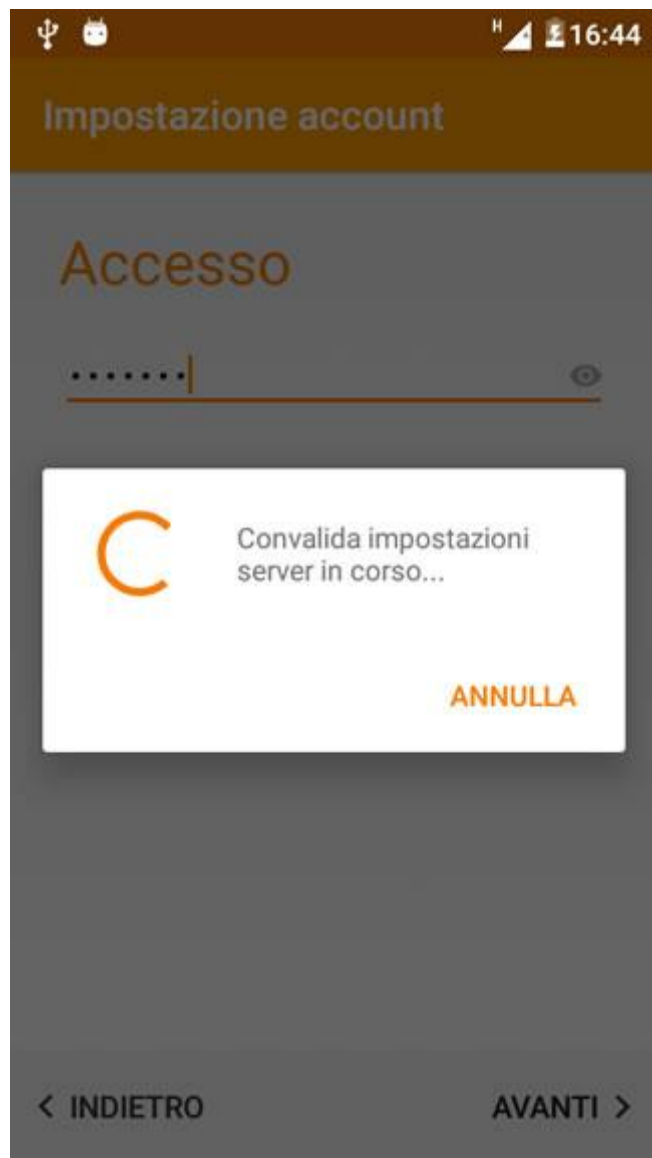 H 16:44
Impostazione account
Accesso
•••••••
Convalida impostazioni
server in corso...
ANNULLA
< INDIETRO
AVANTI >